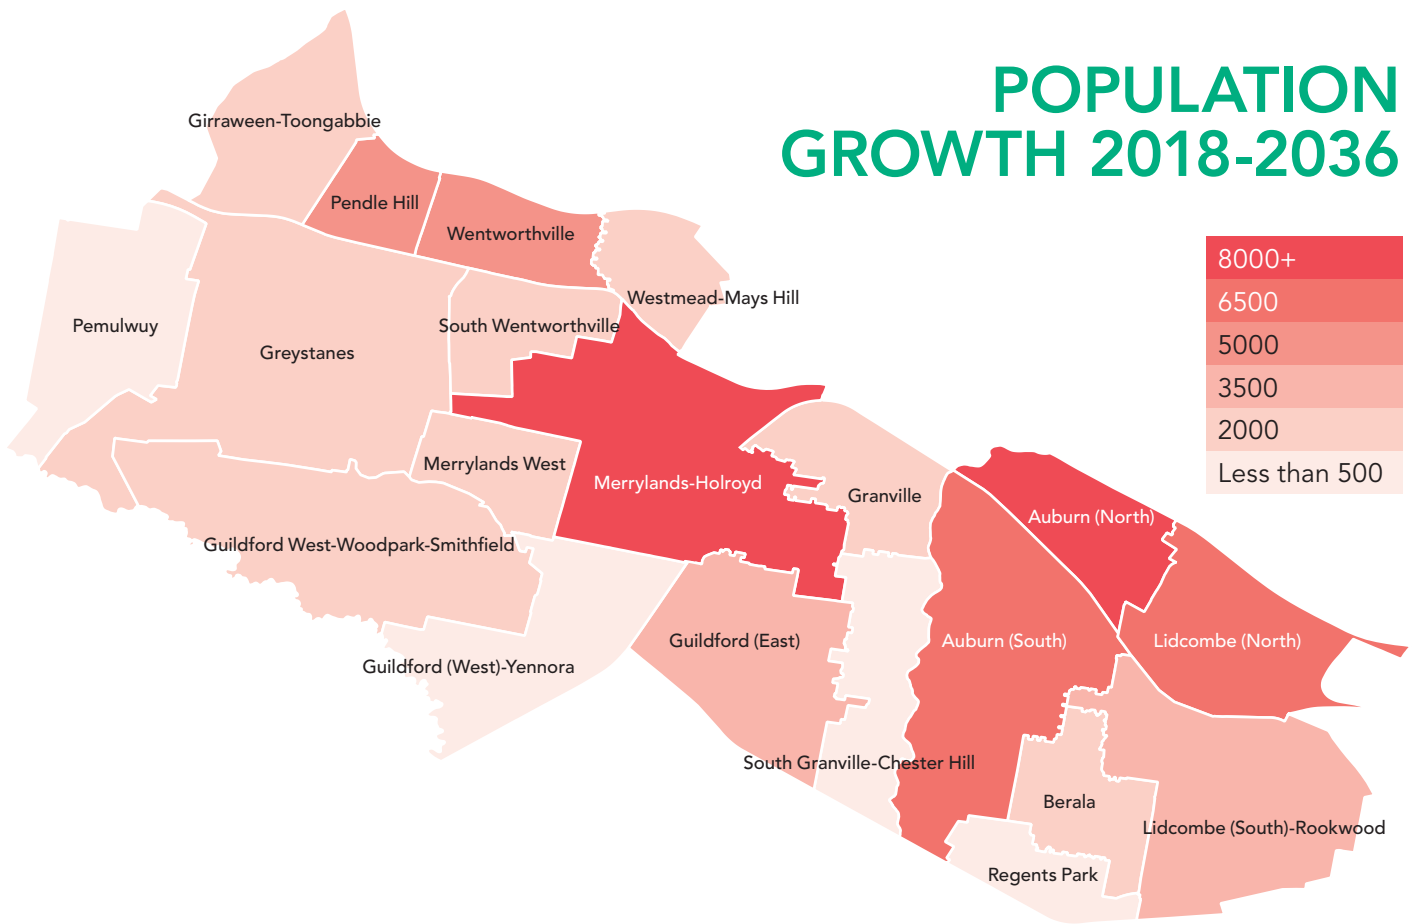 POPULATION
GROWTH 2018-2036
Girraween-Toongabbie
Pendle Hill
Wentworthville
Westmead-Mays Hill
Pemulwuy
South Wentworthville
Greystanes
Merrylands West
Merrylands-Holroyd
Granville
Auburn (North)
Guildford West-Woodpark-Smithfield
Guildford (East)
Auburn (South)
Lidcombe (North)
Guildford (West)-Yennora
South Granville-Chester Hill
Berala
Lidcombe (South)-Rookwood
Regents Park
8000+
6500
5000
3500
2000
Less than 500